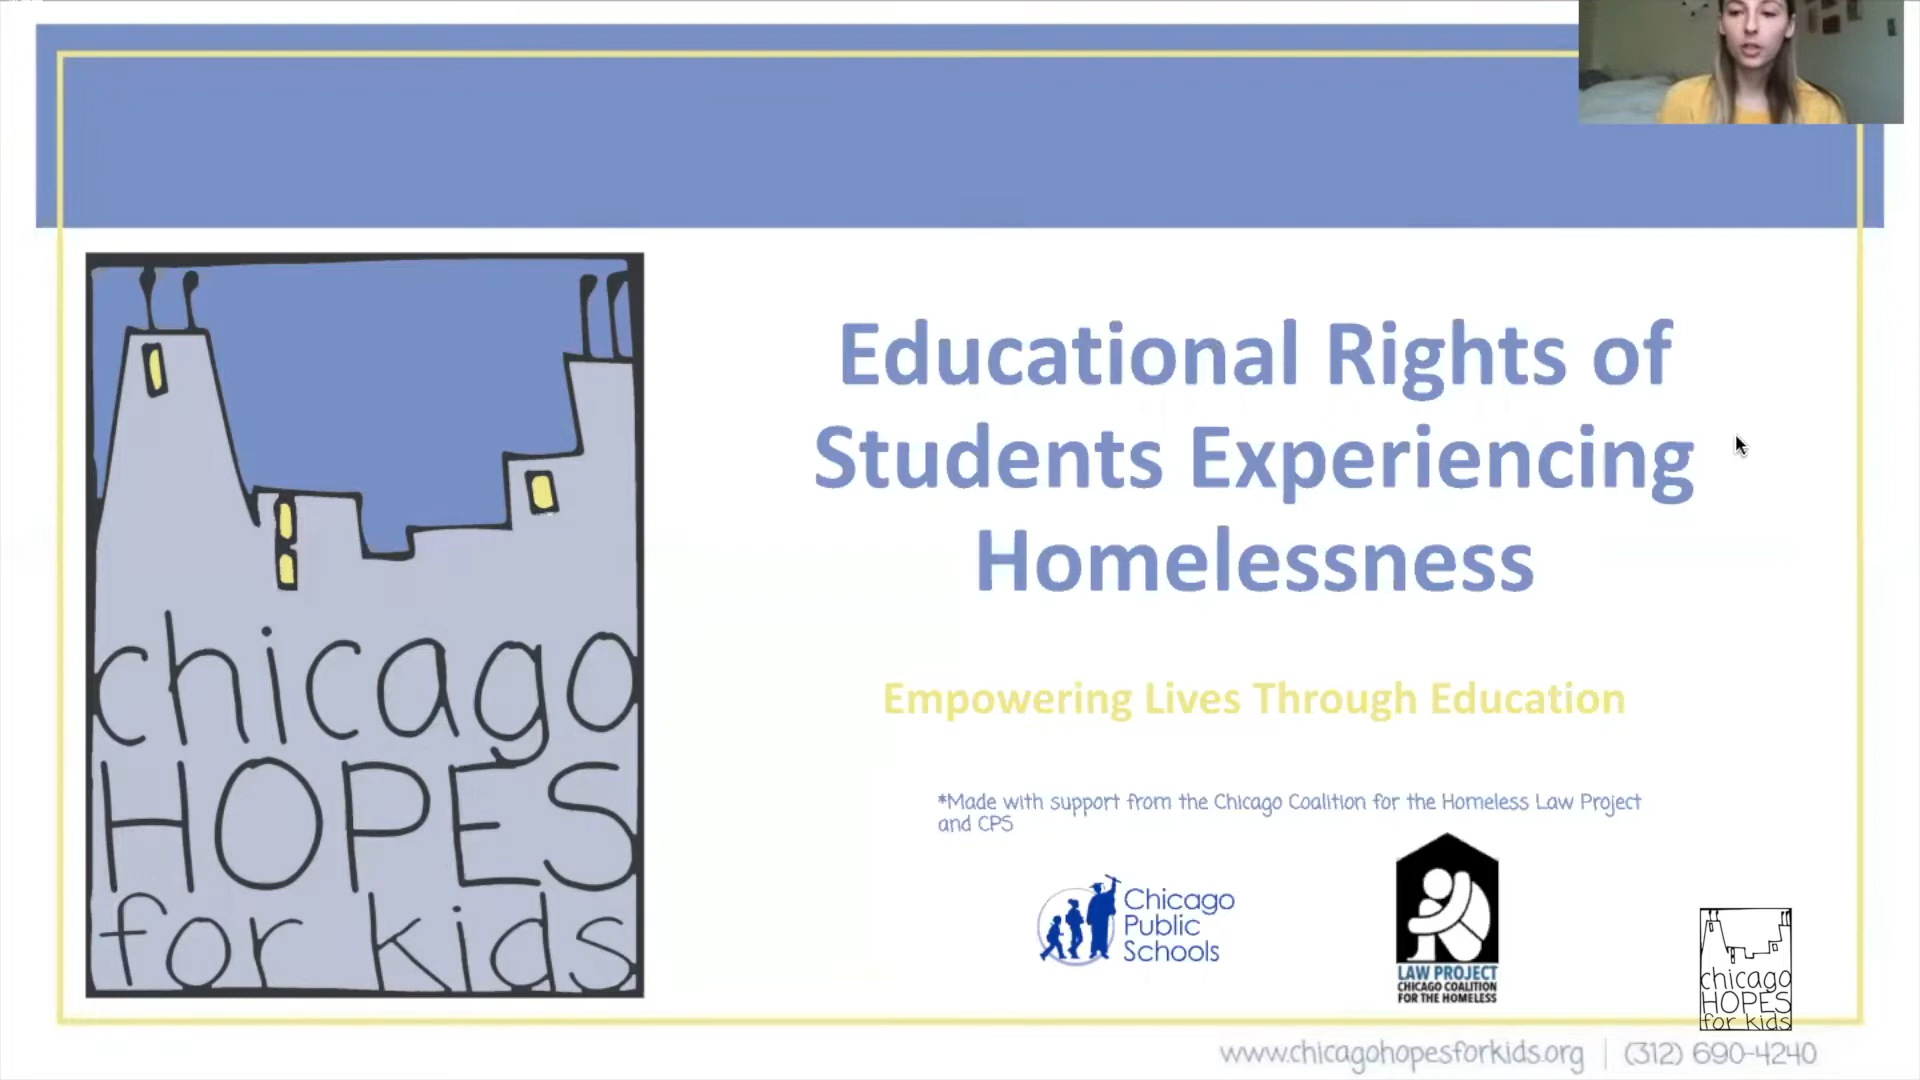 chicago
HOPES
for kids
Educational Rights of
Students Experiencing
Homelessness
Empowering Lives Through Education
*Made with support from the Chicago Coalition for the Homeless Law Project
and CPS
Chicago
Public
Schools
LAW PROJECT
CHICAGO COALITION
FOR THE HOMELESS
chicago
HOPES
for kids
www.chicagohopesforkids.org | (312) 690-4240